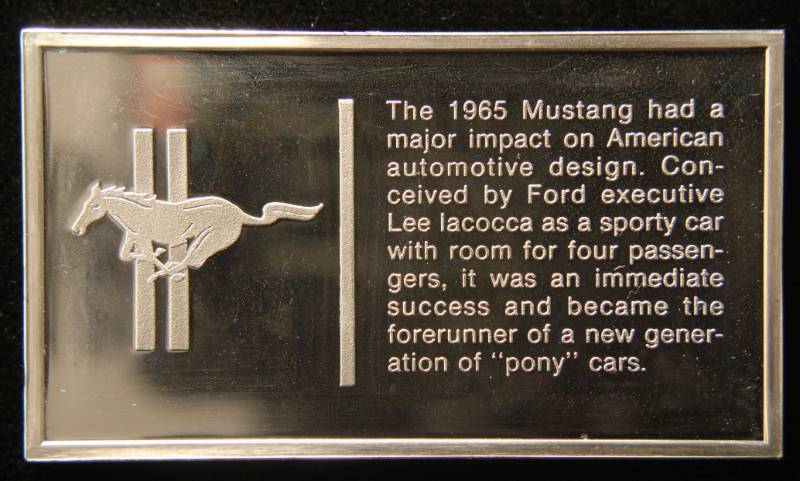 The 1965 Mustang had a
major impact on American
automotive design. Con-
ceived by Ford executive
Lee Iacocca as a sporty car
with room for four passen-
gers, it was an immediate
success and became the
forerunner of a new gener-
ation of "pony" cars.